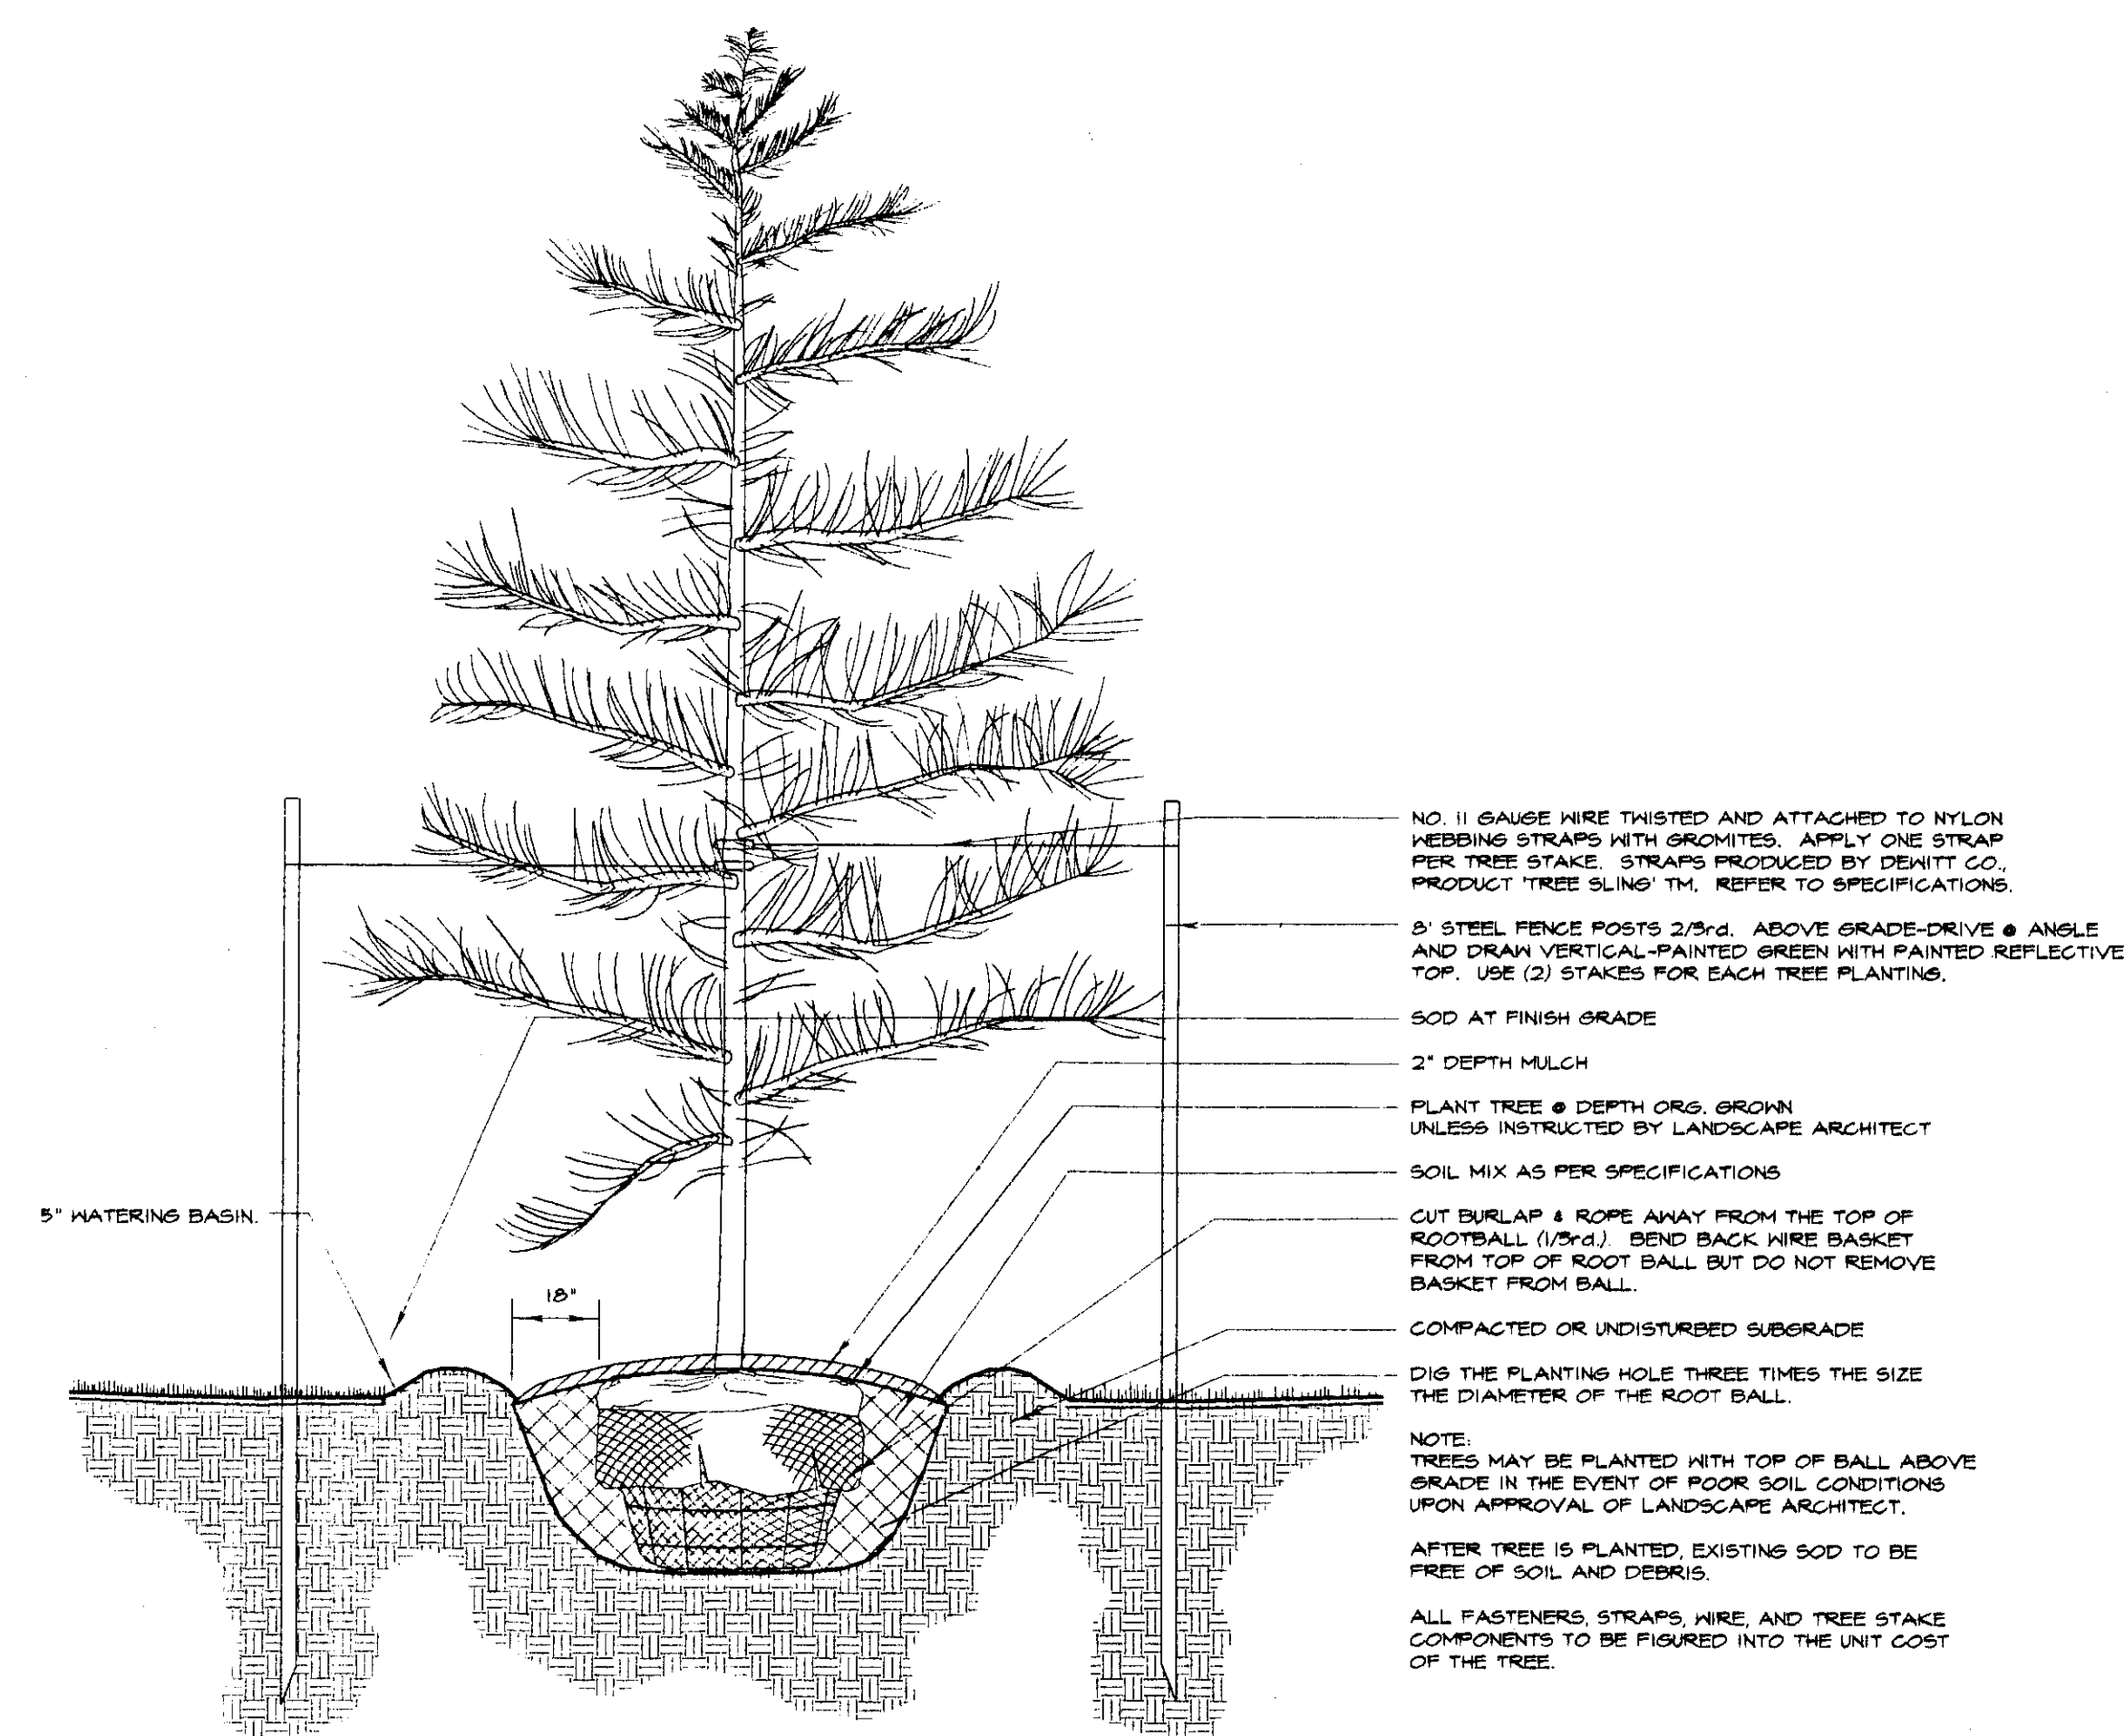 NO. 11 GAUGE WIRE TWISTED AND ATTACHED TO NYLON
WEBBING STRAPS WITH GROMITES. APPLY ONE STRAP
PER TREE STAKE. STRAPS PRODUCED BY DEWITT CO.,
PRODUCT 'TREE SLING' TM. REFER TO SPECIFICATIONS.
8' STEEL FENCE POSTS 2/3rd. ABOVE GRADE-DRIVE @ ANGLE
AND DRAW VERTICAL-PAINTED GREEN WITH PAINTED REFLECTIVE
TOP. USE (2) STAKES FOR EACH TREE PLANTING.
SOD AT FINISH GRADE
2" DEPTH MULCH
PLANT TREE @ DEPTH ORG. GROWN
UNLESS INSTRUCTED BY LANDSCAPE ARCHITECT
SOIL MIX AS PER SPECIFICATIONS
5" WATERING BASIN.
CUT BURLAP & ROPE AWAY FROM THE TOP OF
ROOTBALL (1/3rd.). BEND BACK WIRE BASKET
FROM TOP OF ROOT BALL BUT DO NOT REMOVE
BASKET FROM BALL.
18"
COMPACTED OR UNDISTURBED SUBGRADE
DIG THE PLANTING HOLE THREE TIMES THE SIZE
THE DIAMETER OF THE ROOT BALL.
NOTE:
TREES MAY BE PLANTED WITH TOP OF BALL ABOVE
GRADE IN THE EVENT OF POOR SOIL CONDITIONS
UPON APPROVAL OF LANDSCAPE ARCHITECT.
AFTER TREE IS PLANTED, EXISTING SOD TO BE
FREE OF SOIL AND DEBRIS.
ALL FASTENERS, STRAPS, WIRE, AND TREE STAKE
COMPONENTS TO BE FIGURED INTO THE UNIT COST
OF THE TREE.